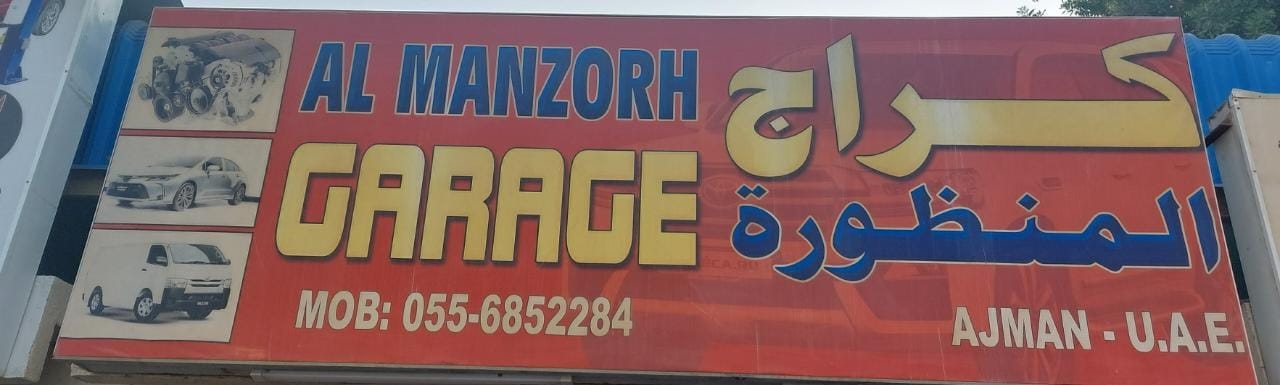 AL MANZORH
GARAGE
كراج
المنظورة
MOB: 055-6852284
AJMAN - U.A.E.